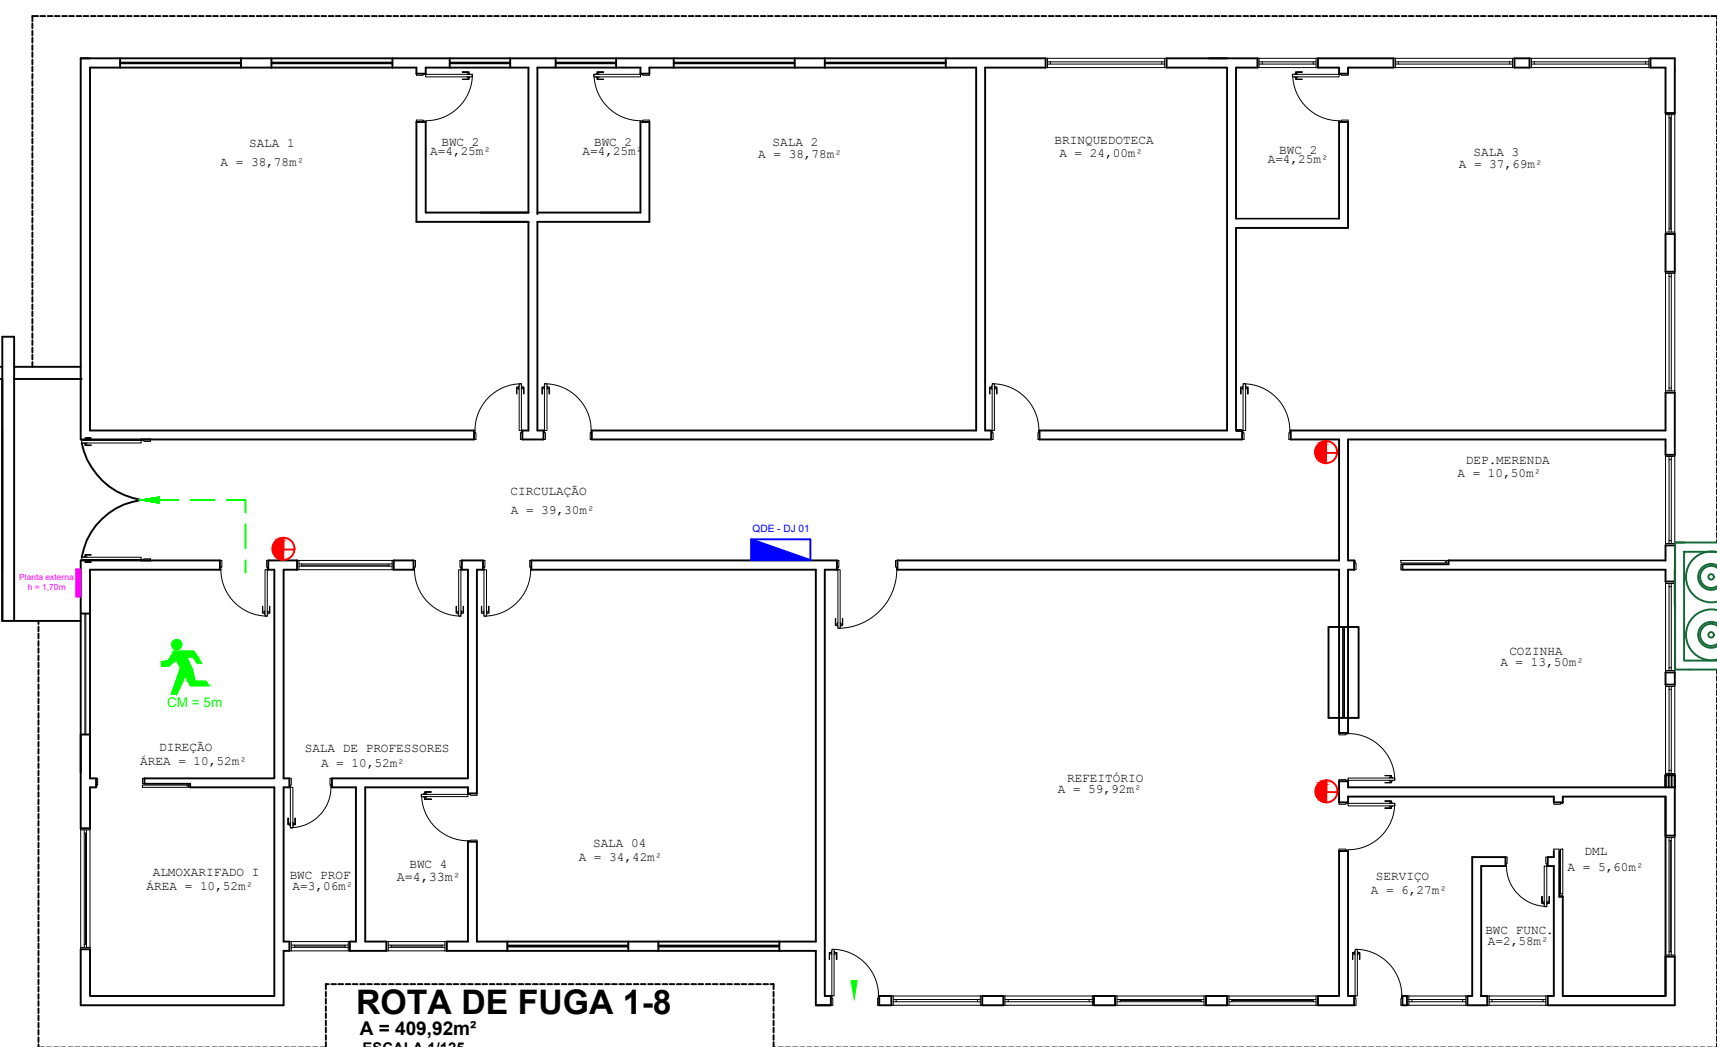 SALA 1
A = 38,78m²
BWC 2
A=4,25m²
BWC 2
A=4,25m²
SALA 2
A = 38,78m²
BRINQUEDOTECA
A = 24,00m²
BWC 2
A=4,25m²
SALA 3
A = 37,69m²
CIRCULAÇÃO
A = 39,30m²
DEP.MERENDA
A = 10,50m²
QDE - DJ 01
Planta externa
h = 1,70m
CM = 5m
DIREÇÃO
ÁREA = 10,52m²
SALA DE PROFESSORES
A = 10,52m²
COZINHA
A = 13,50m²
REFEITÓRIO
A = 59,92m²
ALMOXARIFADO I
ÁREA = 10,52m²
BWC PROF
A=3,06m²
BWC 4
A=4,33m²
SALA 04
A = 34,42m²
SERVIÇO
A = 6,27m²
DML
A = 5,60m²
BWC FUNC.
A=2,58m²
ROTA DE FUGA 1-8
A = 409,92m²
ESCALA 1/125